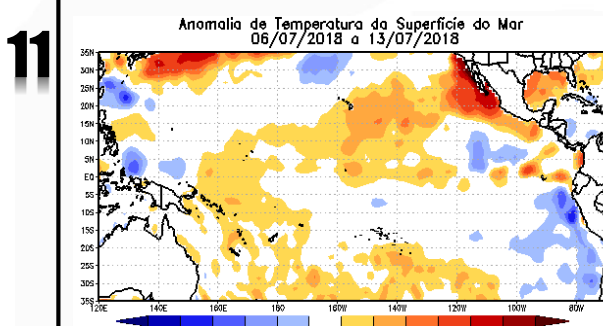 11
Anomalia de Temperatura da Superfície do Mar
06/07/2018 a 13/07/2018
35N
30N
25N
20N
15N
10N
5N
EQ
5S
10S
15S
20S
25S
30S
35S
120E 140E 160E 180 160W 140W 120W 100W 80W